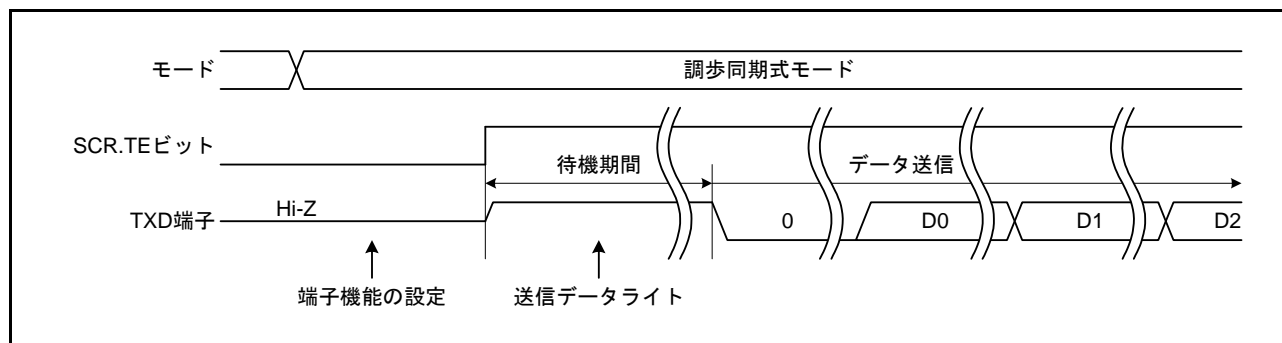 モード
調歩同期式モード
SCR.TEビット
待機期間
データ送信
TXD端子
Hi-Z
0
D0
D1
D2
端子機能の設定
送信データライト